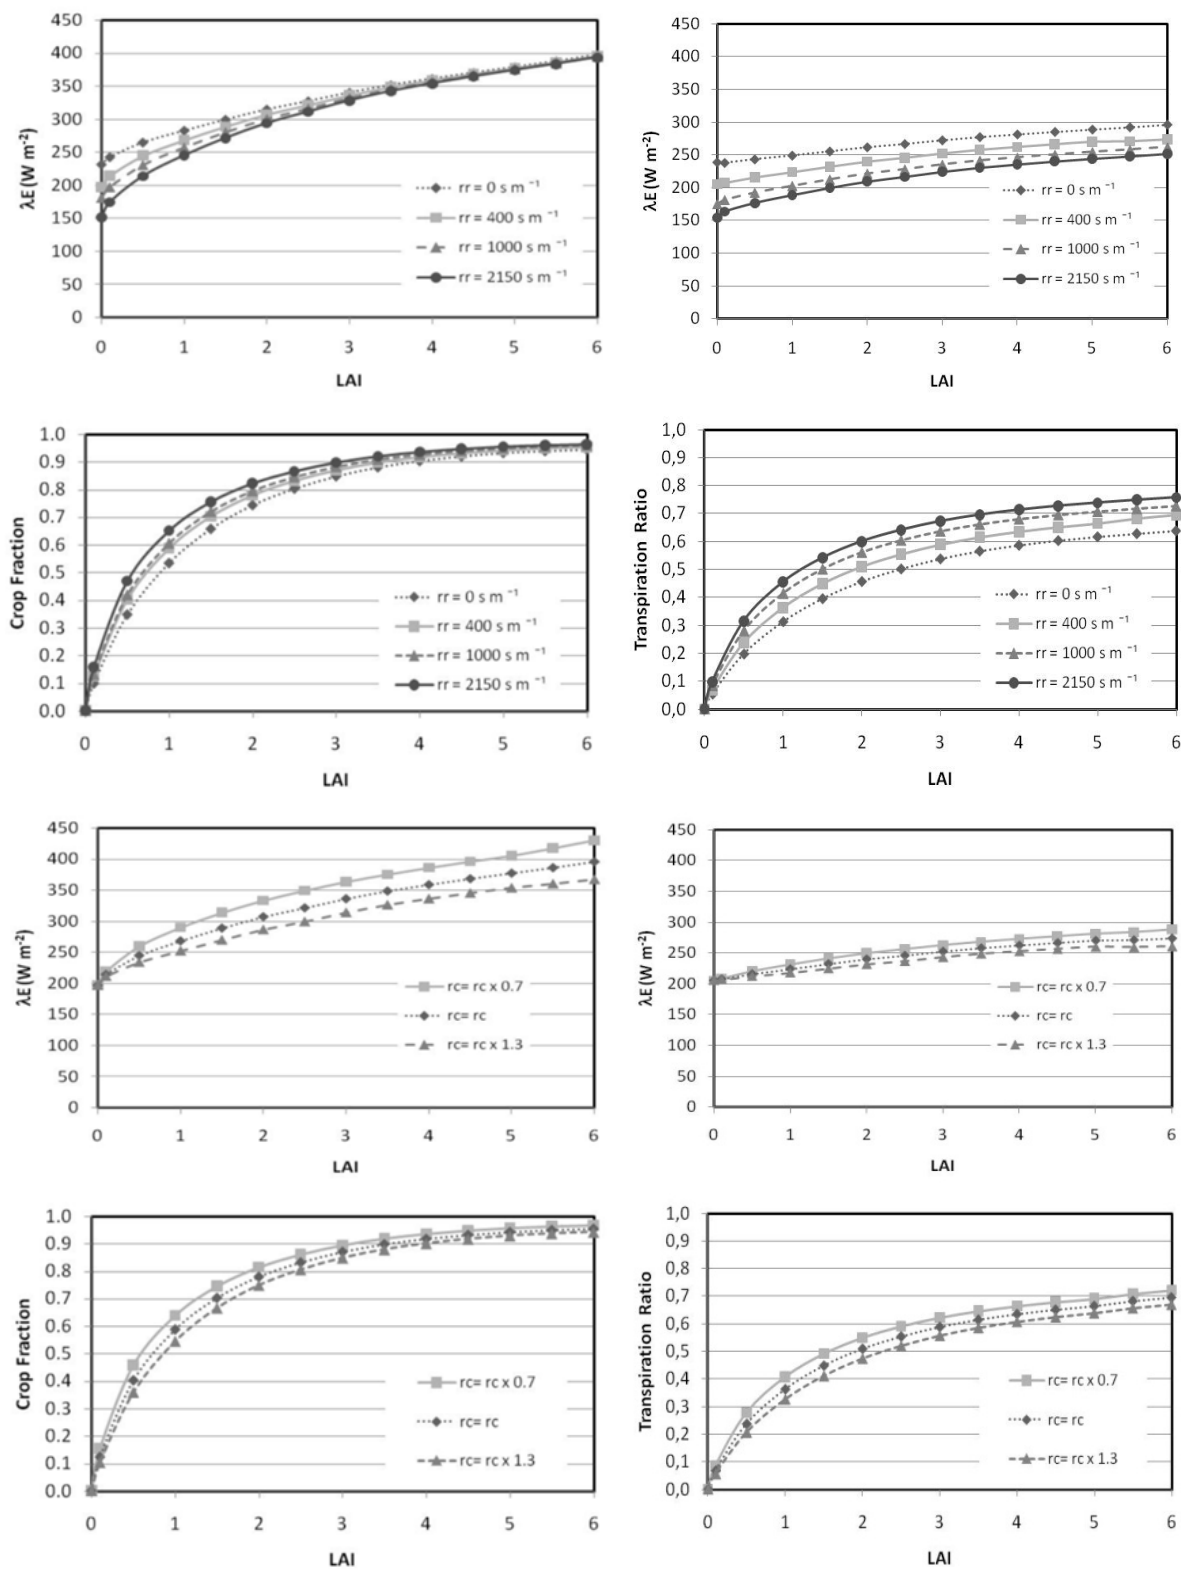 450
400
350
300
250
200
150
100
50
0
λE (W m⁻²)
rr = 0 s m ⁻¹
rr = 400 s m ⁻¹
rr = 1000 s m ⁻¹
rr = 2150 s m ⁻¹
0 1 2 3 4 5 6
LAI
450
400
350
300
250
200
150
100
50
0
λE (W m⁻²)
rr = 0 s m ⁻¹
rr = 400 s m ⁻¹
rr = 1000 s m ⁻¹
rr = 2150 s m ⁻¹
0 1 2 3 4 5 6
LAI
1.0
0.9
0.8
0.7
0.6
0.5
0.4
0.3
0.2
0.1
0.0
Crop Fraction
rr = 0 s m ⁻¹
rr = 400 s m ⁻¹
rr = 1000 s m ⁻¹
rr = 2150 s m ⁻¹
0 1 2 3 4 5 6
LAI
1,0
0,9
0,8
0,7
0,6
0,5
0,4
0,3
0,2
0,1
0,0
Transpiration Ratio
rr = 0 s m ⁻¹
rr = 400 s m ⁻¹
rr = 1000 s m ⁻¹
rr = 2150 s m ⁻¹
0 1 2 3 4 5 6
LAI
450
400
350
300
250
200
150
100
50
0
λE (W m⁻²)
rc= rc x 0.7
rc= rc
rc= rc x 1.3
0 1 2 3 4 5 6
LAI
450
400
350
300
250
200
150
100
50
0
λE (W m⁻²)
rc= rc x 0.7
rc= rc
rc= rc x 1.3
0 1 2 3 4 5 6
LAI
1.0
0.9
0.8
0.7
0.6
0.5
0.4
0.3
0.2
0.1
0.0
Crop Fraction
rc= rc x 0.7
rc= rc
rc= rc x 1.3
0 1 2 3 4 5 6
LAI
1,0
0,9
0,8
0,7
0,6
0,5
0,4
0,3
0,2
0,1
0,0
Transpiration Ratio
rc= rc x 0.7
rc= rc
rc= rc x 1.3
0 1 2 3 4 5 6
LAI